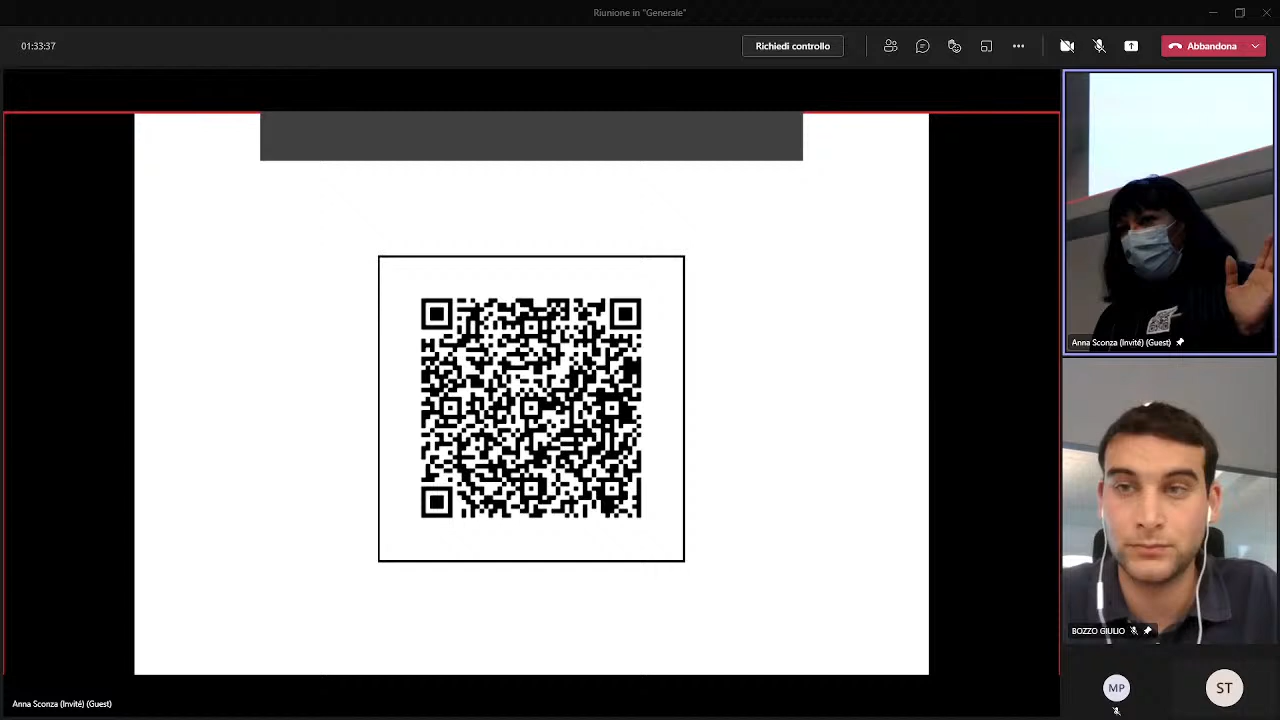 Riunione in "Generale"
01:33:37
Richiedi controllo
Abbandona
Anna Sconza (Invité) (Guest)
BOZZO GIULIO
MP
ST
Anna Sconza (Invité) (Guest)